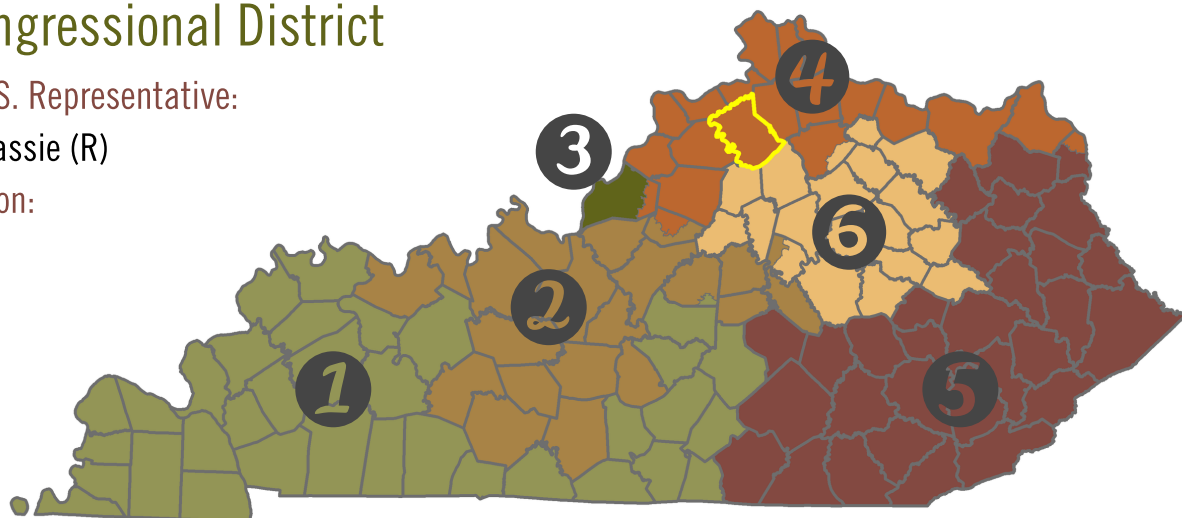 ngressional District
S. Representative:
assie (R)
on:
4
3
6
2
1
5